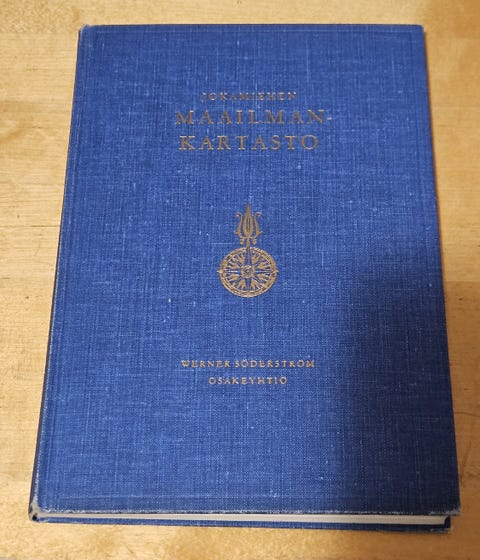 JOKAMIEHEN
MAAILMAN-
KARTASTO
WERNER SÖDERSTRÖM
OSAKEYHTIÖ